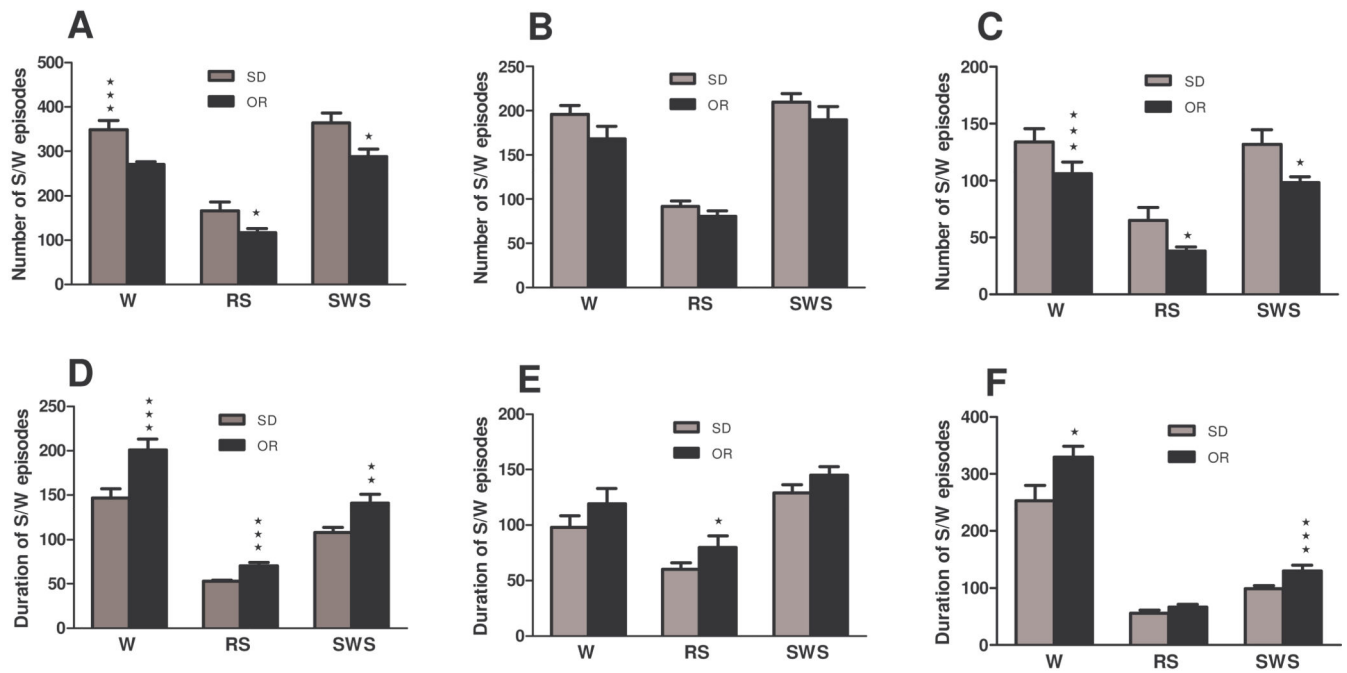 A
Number of S/W episodes
500
400
300
200
100
0
SD
OR
W RS SWS
B
Number of S/W episodes
250
200
150
100
50
0
SD
OR
W RS SWS
C
Number of S/W episodes
200
150
100
50
0
SD
OR
W RS SWS
D
Duration of S/W episodes
250
200
150
100
50
0
SD
OR
W RS SWS
E
Duration of S/W episodes
200
150
100
50
0
SD
OR
W RS SWS
F
Duration of S/W episodes
400
300
200
100
0
SD
OR
W RS SWS